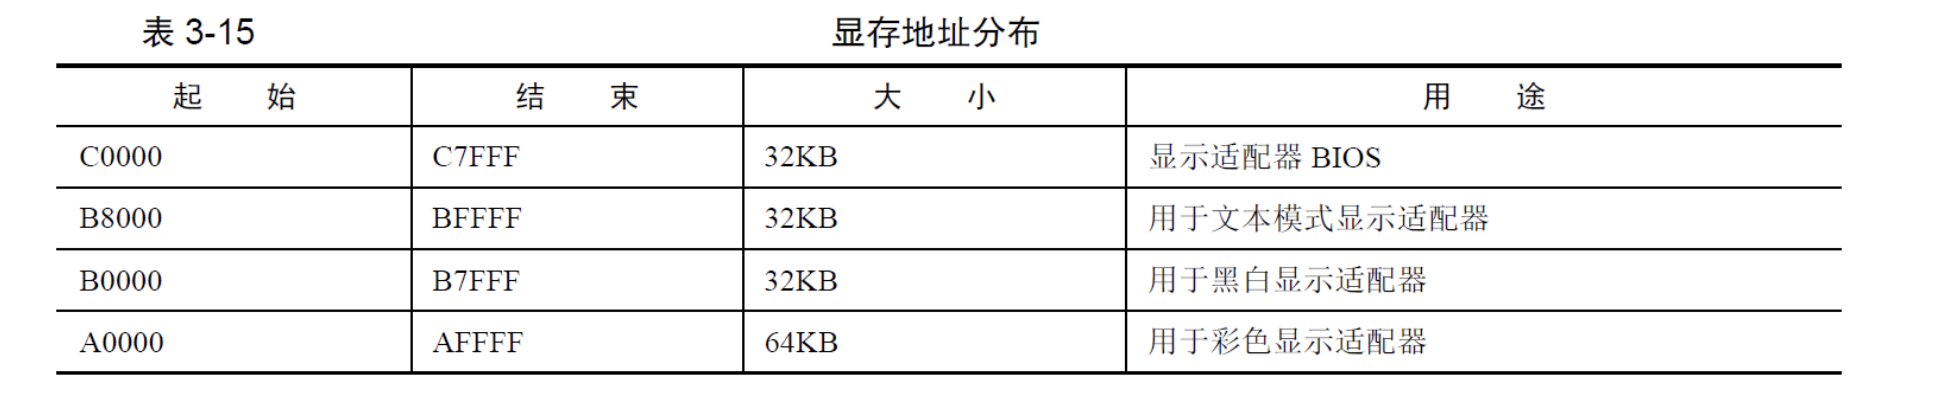 表 3-15 显存地址分布
起 始 结 束 大 小 用 途
C0000 C7FFF 32KB 显示适配器 BIOS
B8000 BFFFF 32KB 用于文本模式显示适配器
B0000 B7FFF 32KB 用于黑白显示适配器
A0000 AFFFF 64KB 用于彩色显示适配器